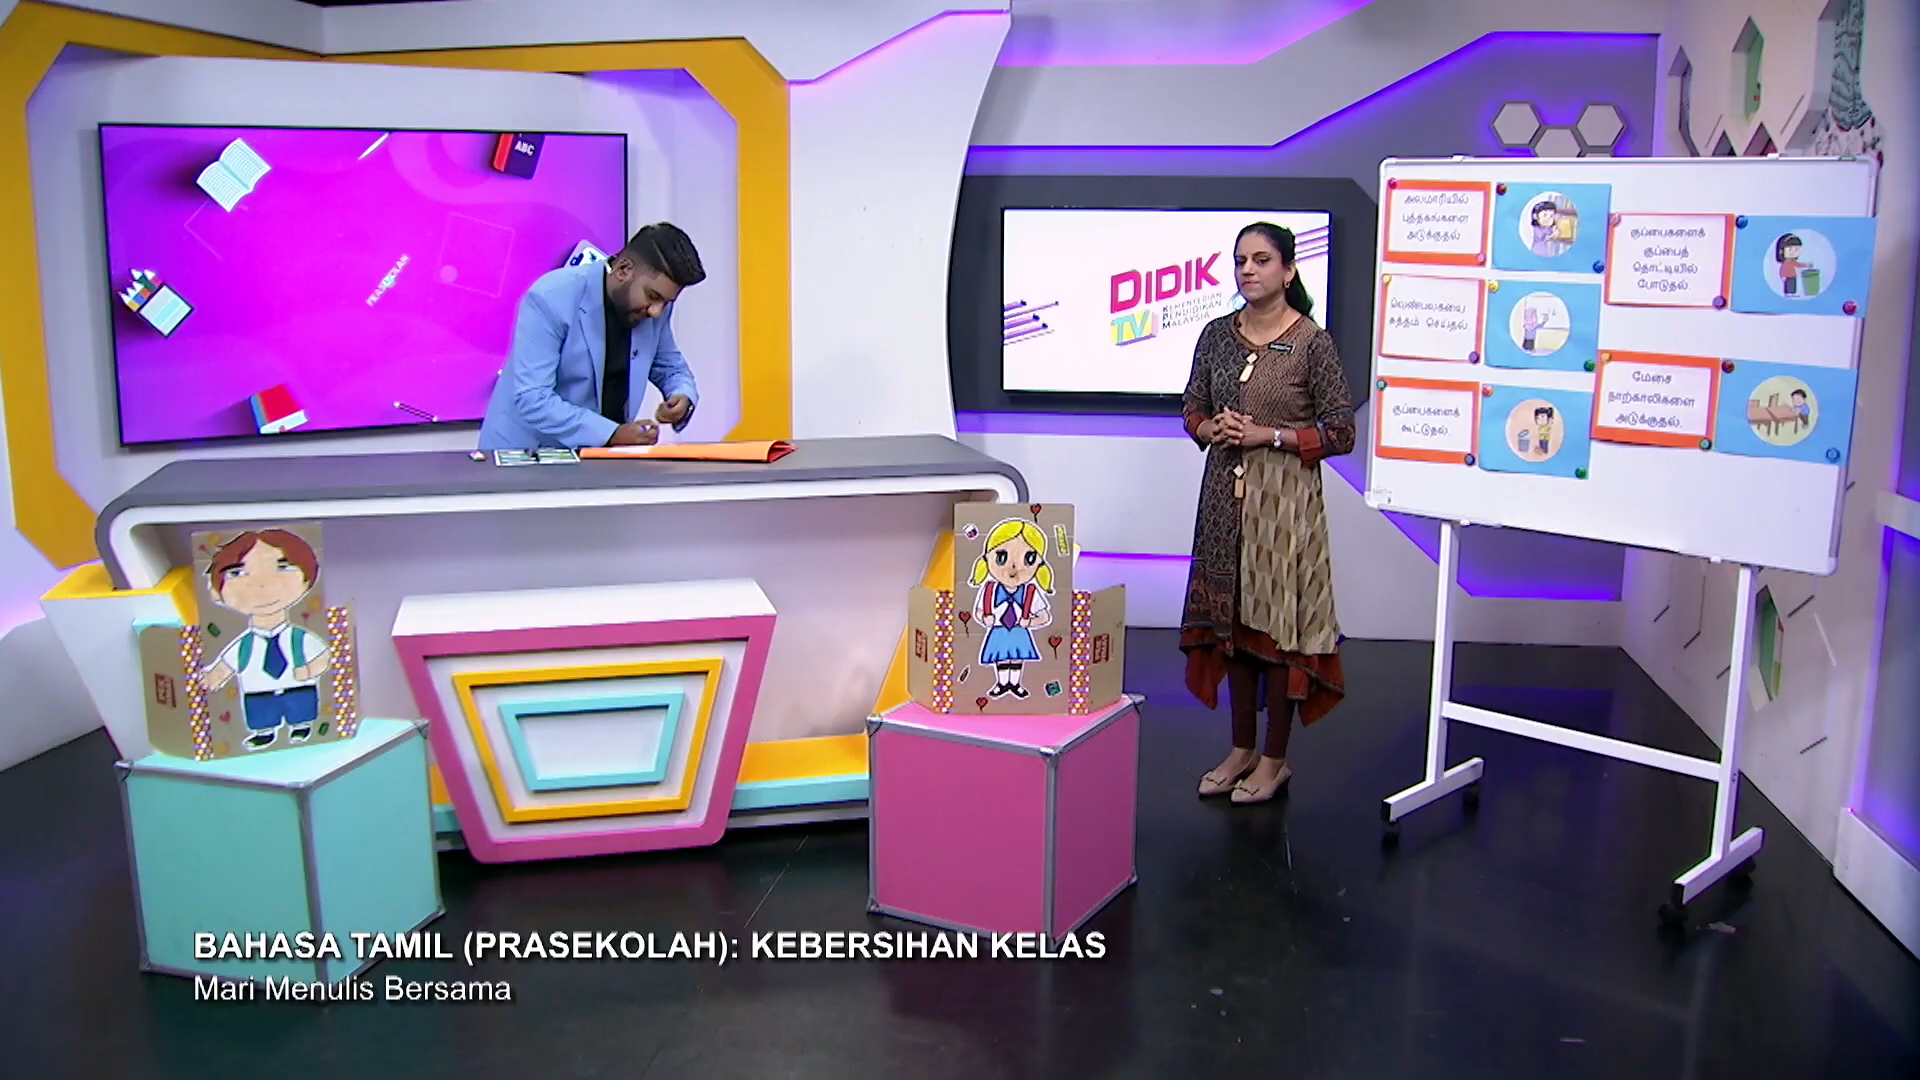 ABC
PRASEKOLAH
DIDIK
TV
KEMENTERIAN
PENDIDIKAN
MALAYSIA
அலமாரியில்
புத்தகங்களை
அடுக்குதல்
வெண்பலகையை
சுத்தம் செய்தல்.
குப்பைகளைக்
கூட்டுதல்.
குப்பைகளைக்
குப்பைத்
தொட்டியில்
போடுதல்.
மேசை
நாற்காலிகளை
அடுக்குதல்.
BAHASA TAMIL (PRASEKOLAH): KEBERSIHAN KELAS
Mari Menulis Bersama